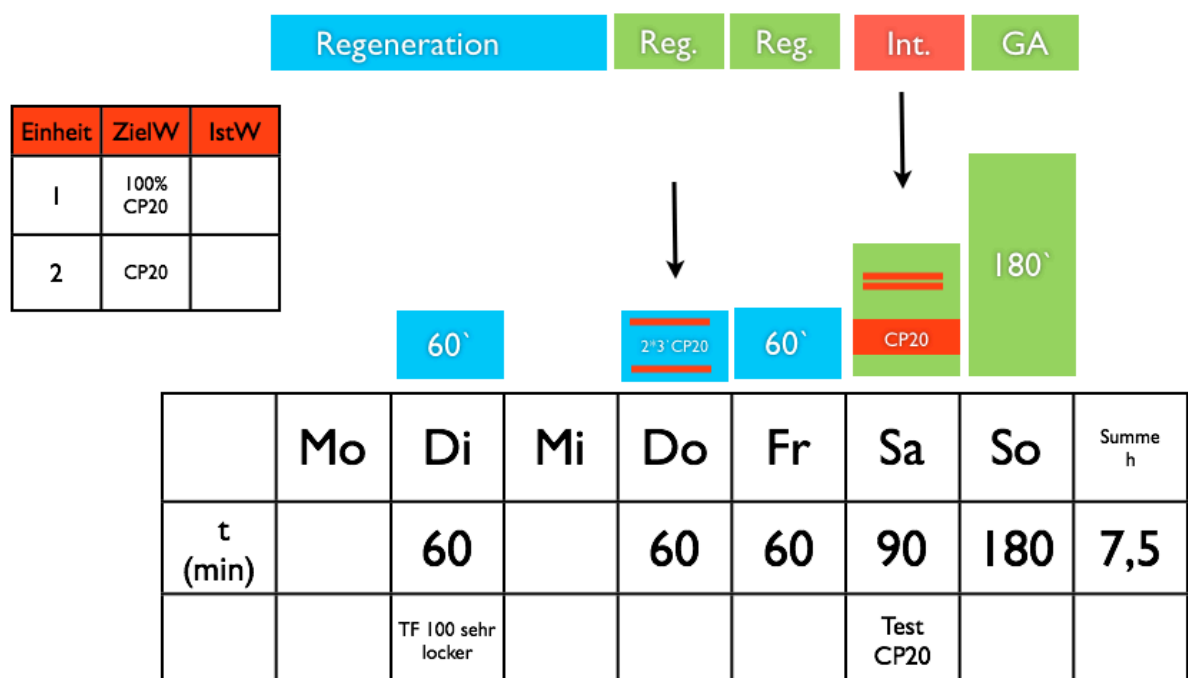 Regeneration
Reg.
Reg.
Int.
GA
Einheit ZielW IstW
1 100%
CP20
2 CP20
60`
2*3`CP20
60`
CP20
180`
Mo Di Mi Do Fr Sa So Summe
h
t
(min) 60 60 60 90 180 7,5
TF 100 sehr
locker
Test
CP20